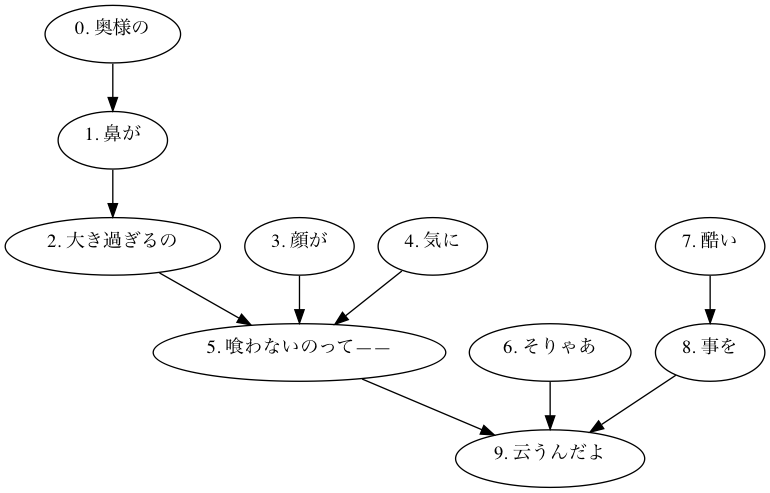 0. 奥様の
1. 鼻が
2. 大き過ぎるの
3. 顔が
4. 気に
7. 酷い
5. 喰わないのって――
6. そりゃあ
8. 事を
9. 云うんだよ